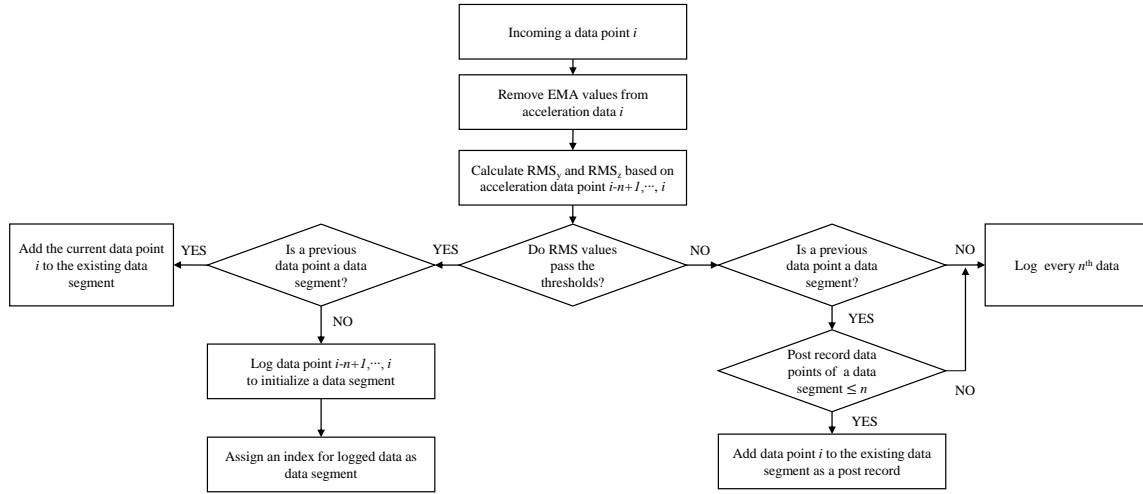 Incoming a data point i
Remove EMA values from
acceleration data i
Calculate RMSy and RMSz based on
acceleration data point i-n+1,···, i
Add the current data point
i to the existing data
segment
YES
Is a previous
data point a data
segment?
YES
Do RMS values
pass the
thresholds?
NO
Is a previous
data point a data
segment?
NO
Log every nth data
NO
YES
Log data point i-n+1,···, i
to initialize a data segment
Post record data
points of a data
segment ≤ n
NO
YES
Assign an index for logged data as
data segment
Add data point i to the existing data
segment as a post record